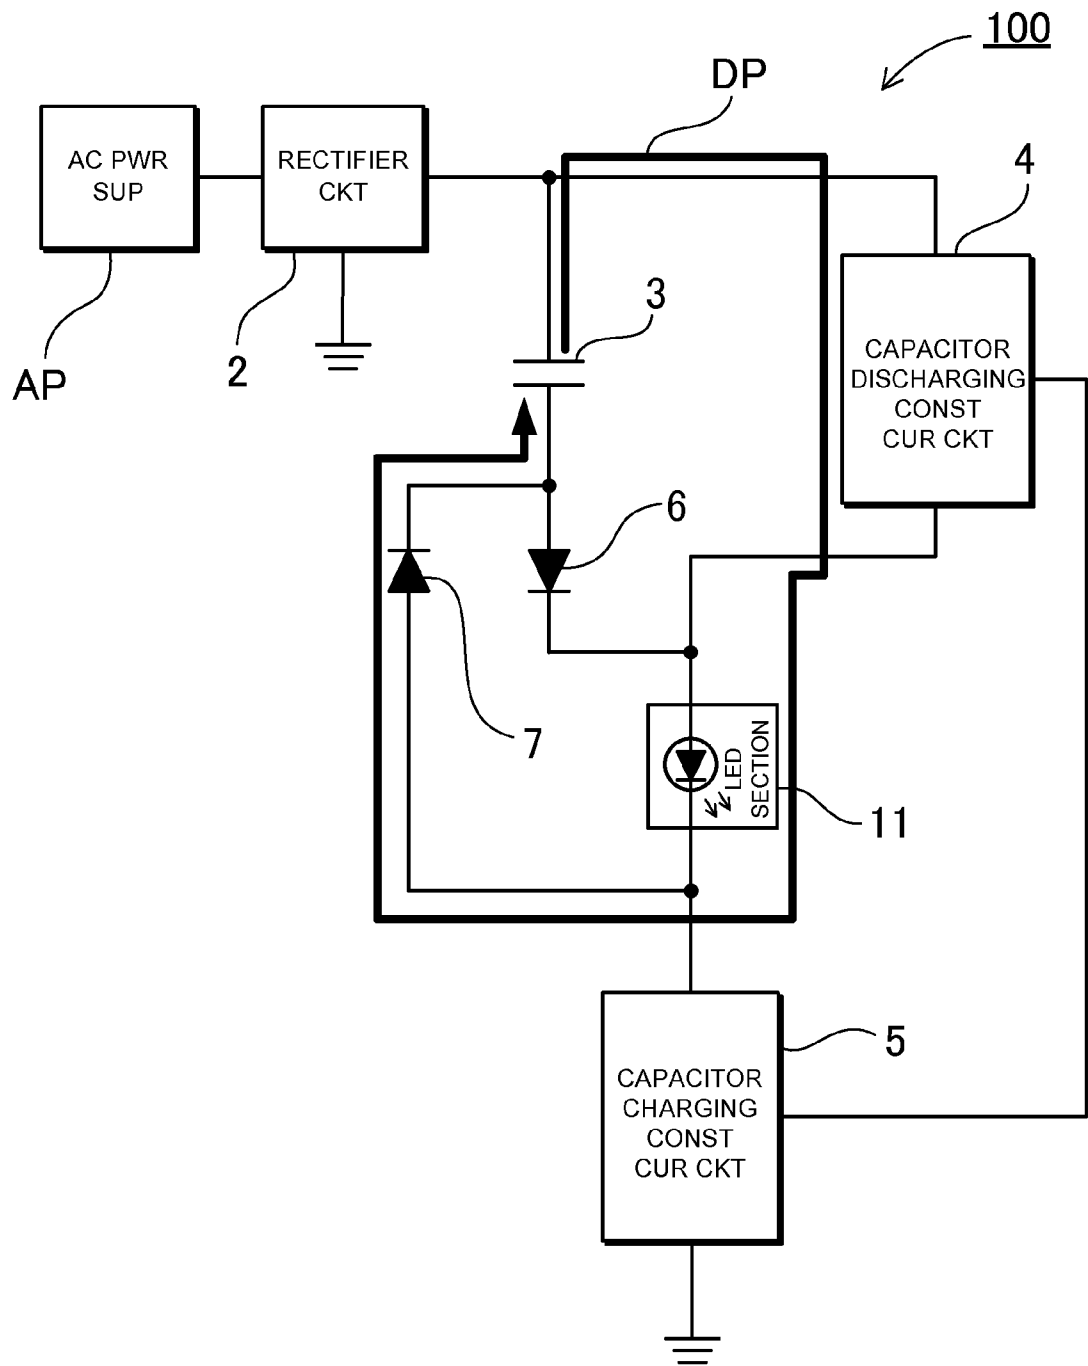 100
DP
AC PWR
SUP
RECTIFIER
CKT
4
3
2
AP
CAPACITOR
DISCHARGING
CONST
CUR CKT
6
7
LED
SECTION
11
5
CAPACITOR
CHARGING
CONST
CUR CKT